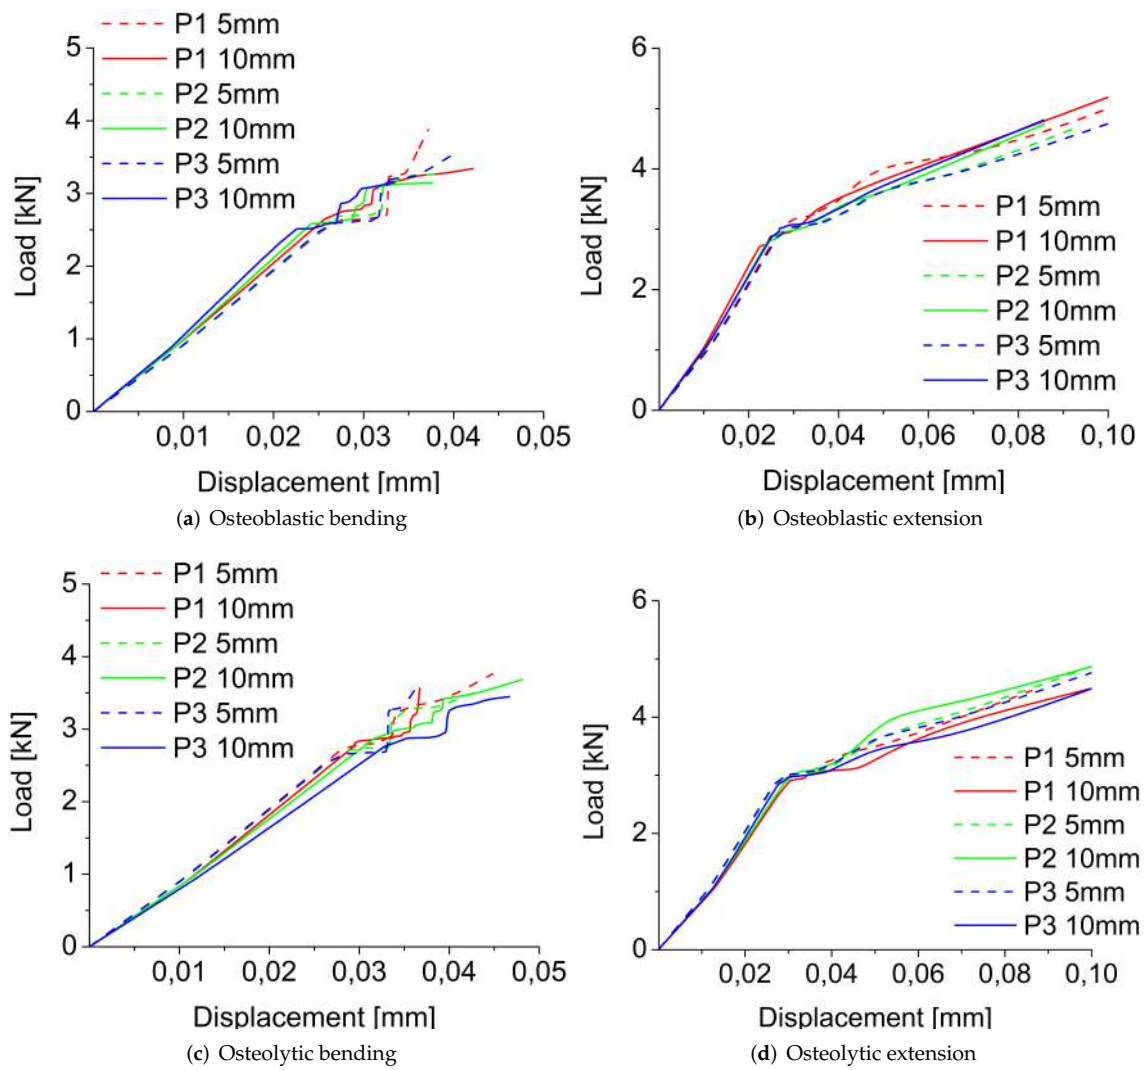 P1 5mm
P1 10mm
P2 5mm
P2 10mm
P3 5mm
P3 10mm
5
4
3
2
1
0
Load [kN]
0,01 0,02 0,03 0,04 0,05
Displacement [mm]
(a) Osteoblastic bending
6
4
2
0
Load [kN]
P1 5mm
P1 10mm
P2 5mm
P2 10mm
P3 5mm
P3 10mm
0,02 0,04 0,06 0,08 0,10
Displacement [mm]
(b) Osteoblastic extension
P1 5mm
P1 10mm
P2 5mm
P2 10mm
P3 5mm
P3 10mm
5
4
3
2
1
0
Load [kN]
0,01 0,02 0,03 0,04 0,05
Displacement [mm]
(c) Osteolytic bending
6
4
2
0
Load [kN]
P1 5mm
P1 10mm
P2 5mm
P2 10mm
P3 5mm
P3 10mm
0,02 0,04 0,06 0,08 0,10
Displacement [mm]
(d) Osteolytic extension